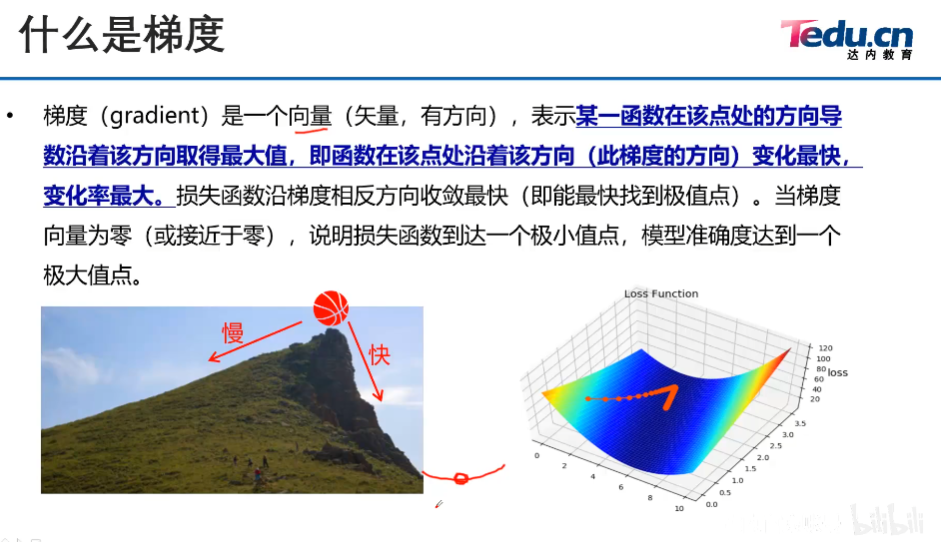 什么是梯度
Tedu.cn
达内教育
• 梯度（gradient）是一个向量（矢量，有方向），表示某一函数在该点处的方向导
数沿着该方向取得最大值，即函数在该点处沿着该方向（此梯度的方向）变化最快，
变化率最大。损失函数沿梯度相反方向收敛最快（即能最快找到极值点）。当梯度
向量为零（或接近于零），说明损失函数到达一个极小值点，模型准确度达到一个
极大值点。
慢
快
Loss Function
120
100
80
60
40
20
loss
3.5
3.0
2.5
2.0
1.5
1.0
0.5
0.0
0
2
4
6
8
10
bilibili